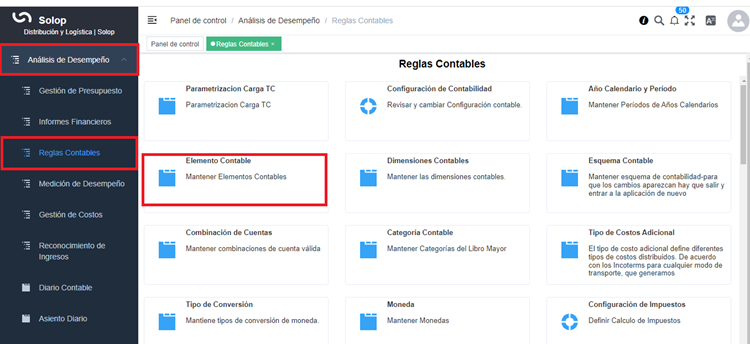 Solop
Distribución y Logística | Solop
Panel de control / Análisis de Desempeño / Reglas Contables
50
Panel de control
Reglas Contables ×
Análisis de Desempeño
Gestión de Presupuesto
Informes Financieros
Reglas Contables
Medición de Desempeño
Gestión de Costos
Reconocimiento de
Ingresos
Diario Contable
Asiento Diario
Reglas Contables
Parametrizacion Carga TC
Parametrizacion Carga TC
Configuración de Contabilidad
Revisar y cambiar Configuración contable.
Año Calendario y Período
Mantener Períodos de Años Calendarios
Elemento Contable
Mantener Elementos Contables
Dimensiones Contables
Mantener las dimensiones contables.
Esquema Contable
Mantener esquema de contabilidad-para
que los cambios aparezcan hay que salir y
entrar a la aplicación de nuevo
Combinación de Cuentas
Mantener combinaciones de cuenta válida
Categoría Contable
Mantener Categorías del Libro Mayor
Tipo de Costos Adicional
El tipo de costo adicional define diferentes
tipos de costos distribuidos. De acuerdo
con los Incoterms para cualquier modo de
transporte, que generamos
Tipo de Conversión
Mantiene tipos de conversión de moneda.
Moneda
Mantener Monedas
Configuración de Impuestos
Definir Calculo de Impuestos